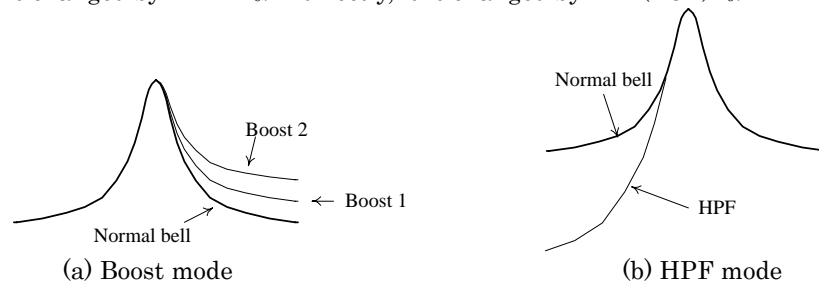 Boost 2
Boost 1
Normal bell
(a) Boost mode
Normal bell
HPF
(b) HPF mode